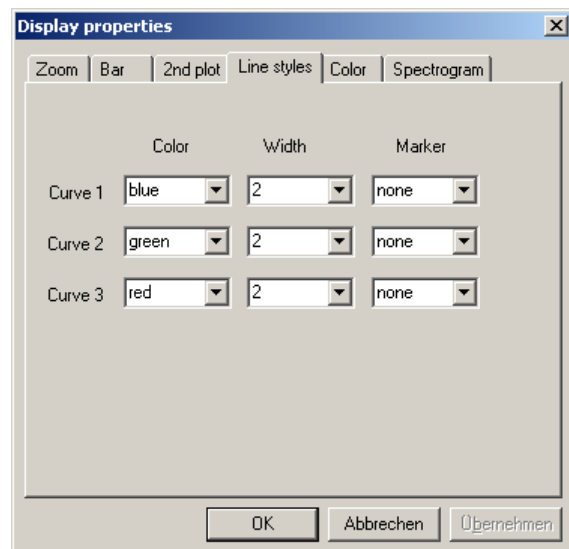 Display properties
Zoom Bar 2nd plot Line styles Color Spectrogram
Color Width Marker
Curve 1 blue 2 none
Curve 2 green 2 none
Curve 3 red 2 none
OK Abbrechen Übernehmen